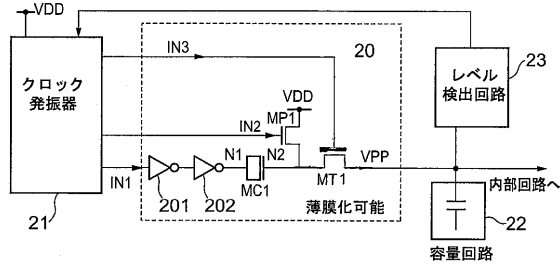 VDD
クロック
発振器
21
IN3
20
VDD
IN2
MP1
IN1
201
202
N1
MC1
N2
MT1
VPP
薄膜化可能
レベル
検出回路
23
内部回路へ
22
容量回路